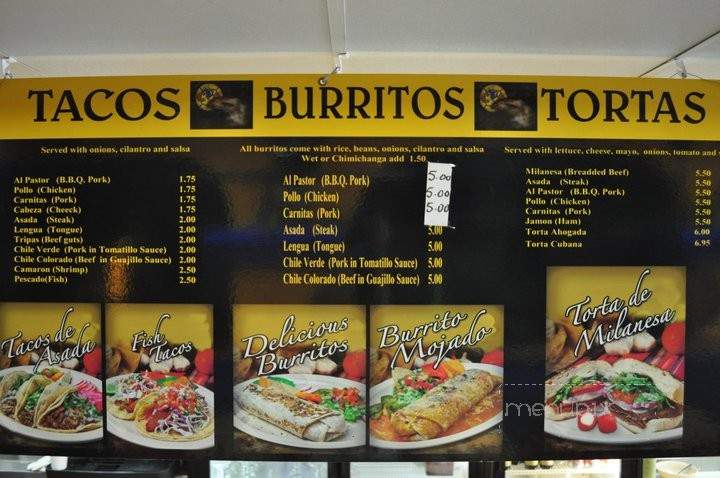 TACOS
BURRITOS
TORTAS
Served with onions, cilantro and salsa
Al Pastor (B.B.Q. Pork) 1.75
Pollo (Chicken) 1.75
Carnitas (Pork) 1.75
Cabeza (Cheeck) 1.75
Asada (Steak) 2.00
Lengua (Tongue) 2.00
Tripas (Beef guts) 2.00
Chile Verde (Pork in Tomatillo Sauce) 2.00
Chile Colorado (Beef in Guajillo Sauce) 2.00
Camaron (Shrimp) 2.50
Pescado(Fish) 2.50
All burritos come with rice, beans, onions, cilantro and salsa
Wet or Chimichanga add 1.50
Al Pastor (B.B.Q. Pork) 5.00
Pollo (Chicken) 5.00
Carnitas (Pork) 5.00
Asada (Steak) 5.00
Lengua (Tongue) 5.00
Chile Verde (Pork in Tomatillo Sauce) 5.00
Chile Colorado (Beef in Guajillo Sauce) 5.00
Served with lettuce, cheese, mayo, onions, tomato and
Milanesa (Breadded Beef) 5.50
Asada (Steak) 5.50
Al Pastor (B.B.Q. Pork) 5.50
Pollo (Chicken) 5.50
Carnitas (Pork) 5.50
Jamon (Ham) 5.50
Torta Ahogada 6.00
Torta Cubana 6.95
Tacos de
Asada
Fish
Tacos
Delicious
Burritos
Burrito
Mojado
Torta de
Milanesa
menupix